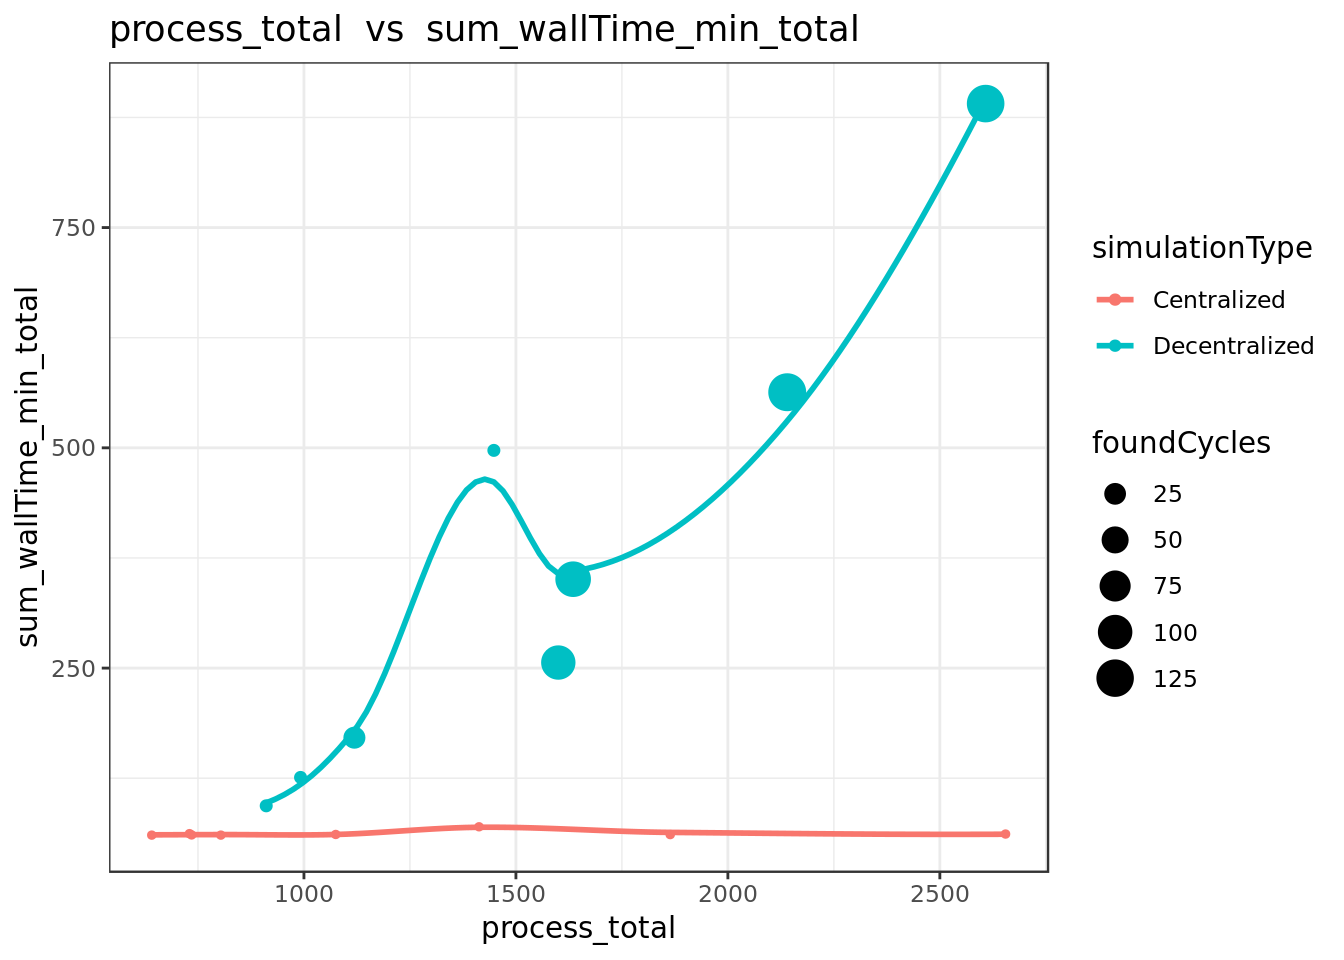 process_total  vs  sum_wallTime_min_total
sum_wallTime_min_total
750
500
250
1000
1500
2000
2500
process_total
simulationType
Centralized
Decentralized
foundCycles
25
50
75
100
125